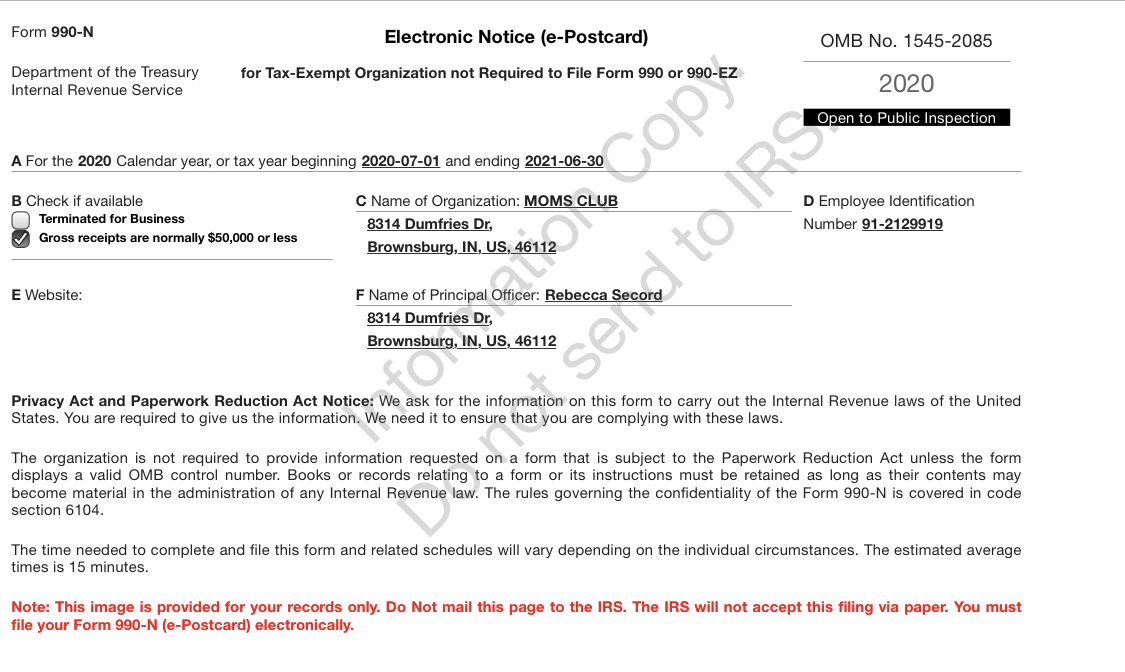 Form 990-N
Electronic Notice (e-Postcard)
OMB No. 1545-2085
Department of the Treasury
Internal Revenue Service
for Tax-Exempt Organization not Required to File Form 990 or 990-EZ
2020
Open to Public Inspection
A For the 2020 Calendar year, or tax year beginning 2020-07-01 and ending 2021-06-30
B Check if available
Terminated for Business
Gross receipts are normally $50,000 or less
C Name of Organization: MOMS CLUB
8314 Dumfries Dr,
Brownsburg, IN, US, 46112
D Employee Identification
Number 91-2129919
E Website:
F Name of Principal Officer: Rebecca Secord
8314 Dumfries Dr,
Brownsburg, IN, US, 46112
Privacy Act and Paperwork Reduction Act Notice: We ask for the information on this form to carry out the Internal Revenue laws of the United
States. You are required to give us the information. We need it to ensure that you are complying with these laws.
The organization is not required to provide information requested on a form that is subject to the Paperwork Reduction Act unless the form
displays a valid OMB control number. Books or records relating to a form or its instructions must be retained as long as their contents may
become material in the administration of any Internal Revenue law. The rules governing the confidentiality of the Form 990-N is covered in code
section 6104.
The time needed to complete and file this form and related schedules will vary depending on the individual circumstances. The estimated average
times is 15 minutes.
Note: This image is provided for your records only. Do Not mail this page to the IRS. The IRS will not accept this filing via paper. You must
file your Form 990-N (e-Postcard) electronically.
Information Copy.
Do not send to IRS.